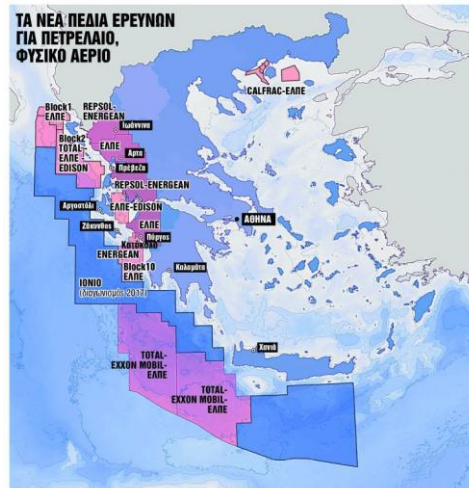 ΤΑ ΝΕΑ ΠΕΔΙΑ ΕΡΕΥΝΩΝ
ΓΙΑ ΠΕΤΡΕΛΑΙΟ,
ΦΥΣΙΚΟ ΑΕΡΙΟ
CALFRAC-ΕΛΠΕ
Block1
ΕΛΠΕ
REPSOL-
ENERGEAN
Ιωάννινα
Block2
TOTAL-
ΕΛΠΕ
EDISON
ΕΛΠΕ
Άρτα
Πρέβεζα
REPSOL-ENERGEAN
Αργοστόλι
ΕΛΠΕ-EDISON
ΑΘΗΝΑ
Ζάκυνθος
ΕΛΠΕ
Πύργος
Κατάκολο
ENERGEAN
Block10
ΕΛΠΕ
Καλαμάτα
ΙΟΝΙΟ
(διαγωνισμός 2017)
Χανιά
TOTAL-
EXXON MOBIL-
ΕΛΠΕ
TOTAL-
EXXON MOBIL-
ΕΛΠΕ